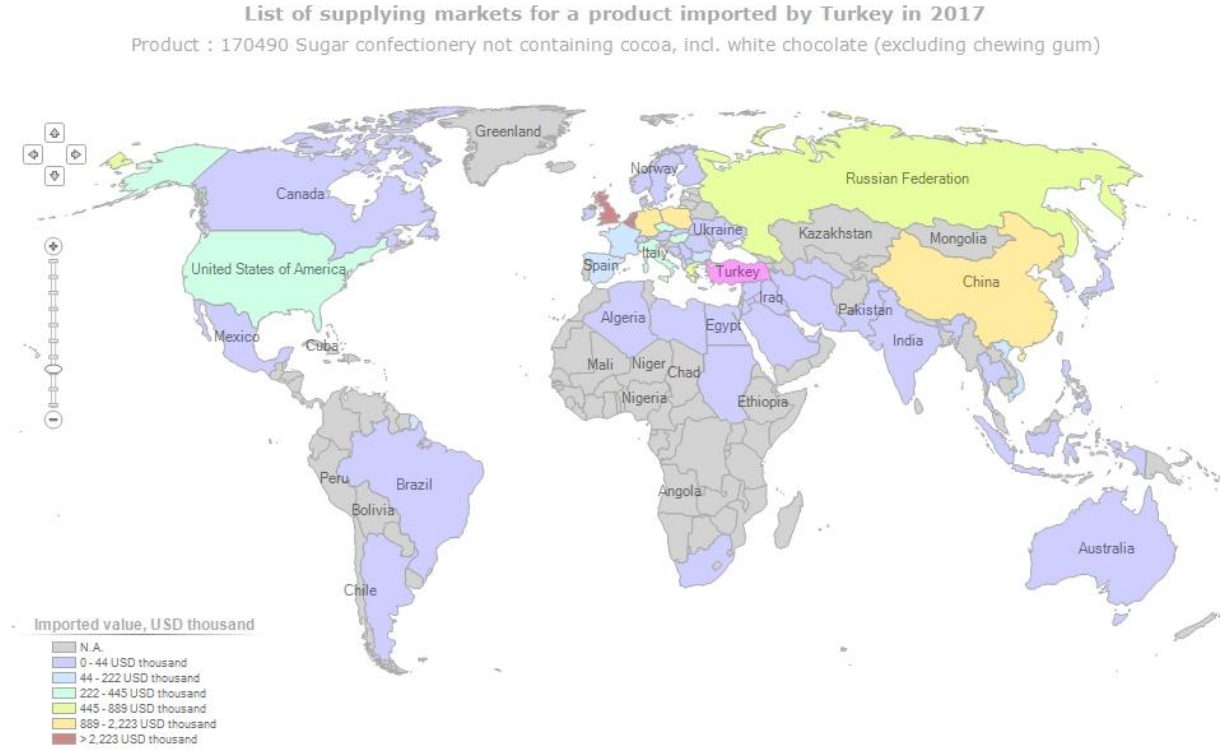 List of supplying markets for a product imported by Turkey in 2017
Product : 170490 Sugar confectionery not containing cocoa, incl. white chocolate (excluding chewing gum)
Greenland
Norway
Canada
Russian Federation
Ukraine
Kazakhstan
Mongolia
United States of America
Italy
Spain
Turkey
China
Iraq
Pakistan
Algeria
Egypt
India
Mexico
Cuba
Mali
Niger
Chad
Nigeria
Ethiopia
Peru
Brazil
Angola
Bolivia
Australia
Chile
Imported value, USD thousand
N.A.
0 - 44 USD thousand
44 - 222 USD thousand
222 - 445 USD thousand
445 - 889 USD thousand
889 - 2,223 USD thousand
> 2,223 USD thousand